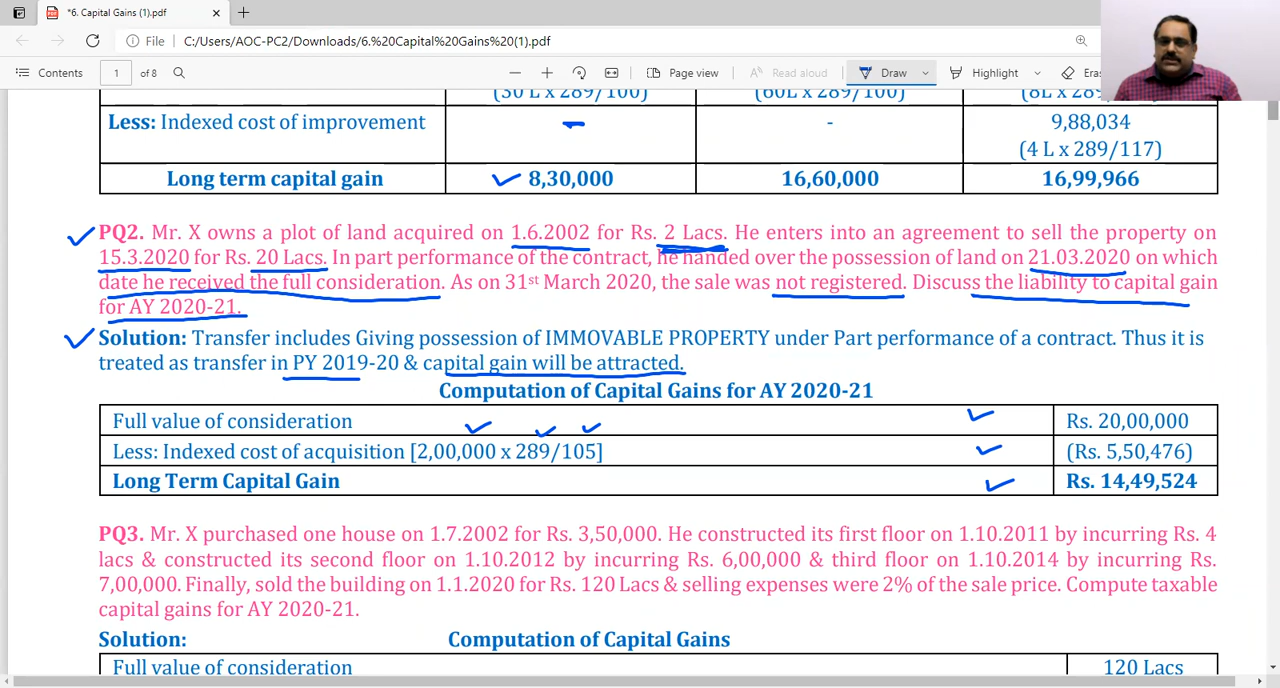 *6. Capital Gains (1).pdf
File
C:/Users/AOC-PC2/Downloads/6.%20Capital%20Gains%20(1).pdf
Contents
1 of 8
Page view
Read aloud
Draw
Highlight
Eras
(30 L x 289/100) (60L x 289/100) (8L x 289
Less: Indexed cost of improvement - - 9,88,034
(4 L x 289/117)
Long term capital gain 8,30,000 16,60,000 16,99,966
PQ2. Mr. X owns a plot of land acquired on 1.6.2002 for Rs. 2 Lacs. He enters into an agreement to sell the property on
15.3.2020 for Rs. 20 Lacs. In part performance of the contract, he handed over the possession of land on 21.03.2020 on which
date he received the full consideration. As on 31st March 2020, the sale was not registered. Discuss the liability to capital gain
for AY 2020-21.
Solution: Transfer includes Giving possession of IMMOVABLE PROPERTY under Part performance of a contract. Thus it is
treated as transfer in PY 2019-20 & capital gain will be attracted.
Computation of Capital Gains for AY 2020-21
Full value of consideration Rs. 20,00,000
Less: Indexed cost of acquisition [2,00,000 x 289/105] (Rs. 5,50,476)
Long Term Capital Gain Rs. 14,49,524
PQ3. Mr. X purchased one house on 1.7.2002 for Rs. 3,50,000. He constructed its first floor on 1.10.2011 by incurring Rs. 4
lacs & constructed its second floor on 1.10.2012 by incurring Rs. 6,00,000 & third floor on 1.10.2014 by incurring Rs.
7,00,000. Finally, sold the building on 1.1.2020 for Rs. 120 Lacs & selling expenses were 2% of the sale price. Compute taxable
capital gains for AY 2020-21.
Solution: Computation of Capital Gains
Full value of consideration 120 Lacs